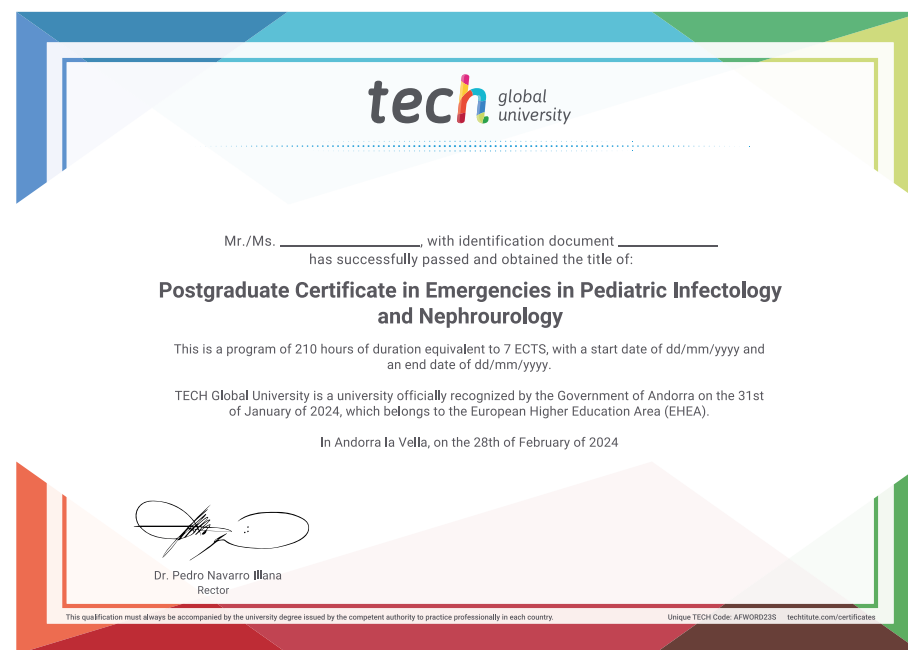 tech global university
Mr./Ms. ____________, with identification document ____________
has successfully passed and obtained the title of:
Postgraduate Certificate in Emergencies in Pediatric Infectology
and Nephrourology
This is a program of 210 hours of duration equivalent to 7 ECTS, with a start date of dd/mm/yyyy and
an end date of dd/mm/yyyy.
TECH Global University is a university officially recognized by the Government of Andorra on the 31st
of January of 2024, which belongs to the European Higher Education Area (EHEA).
In Andorra la Vella, on the 28th of February of 2024
Dr. Pedro Navarro Illana
Rector
This qualification must always be accompanied by the university degree issued by the competent authority to practice professionally in each country.
Unique TECH Code: AFWORD23S techtitute.com/certificates